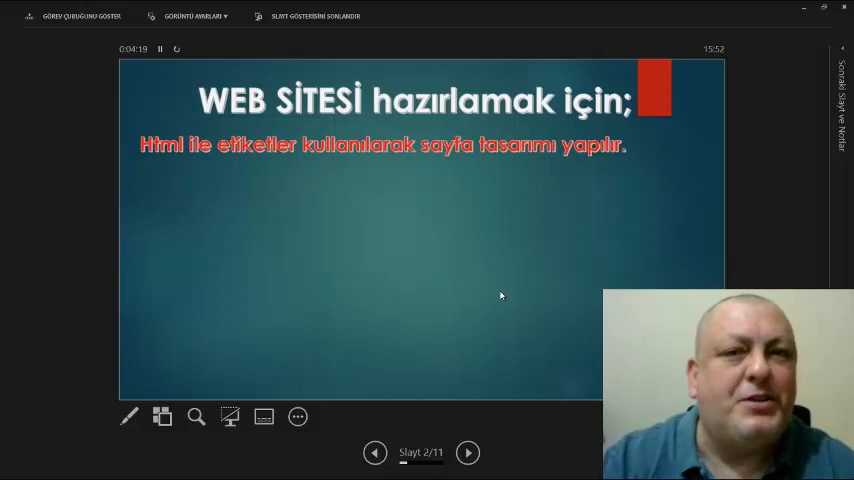 GÖREV ÇUBUĞUNU GÖSTER
GÖRÜNTÜ AYARLARI ▾
SLAYT GÖSTERİSİNİ SONLANDIR
0:04:19
15:52
WEB SİTESİ hazırlamak için;
Html ile etiketler kullanılarak sayfa tasarımı yapılır.
Sonraki Slayt ve Notlar
Slayt 2/11